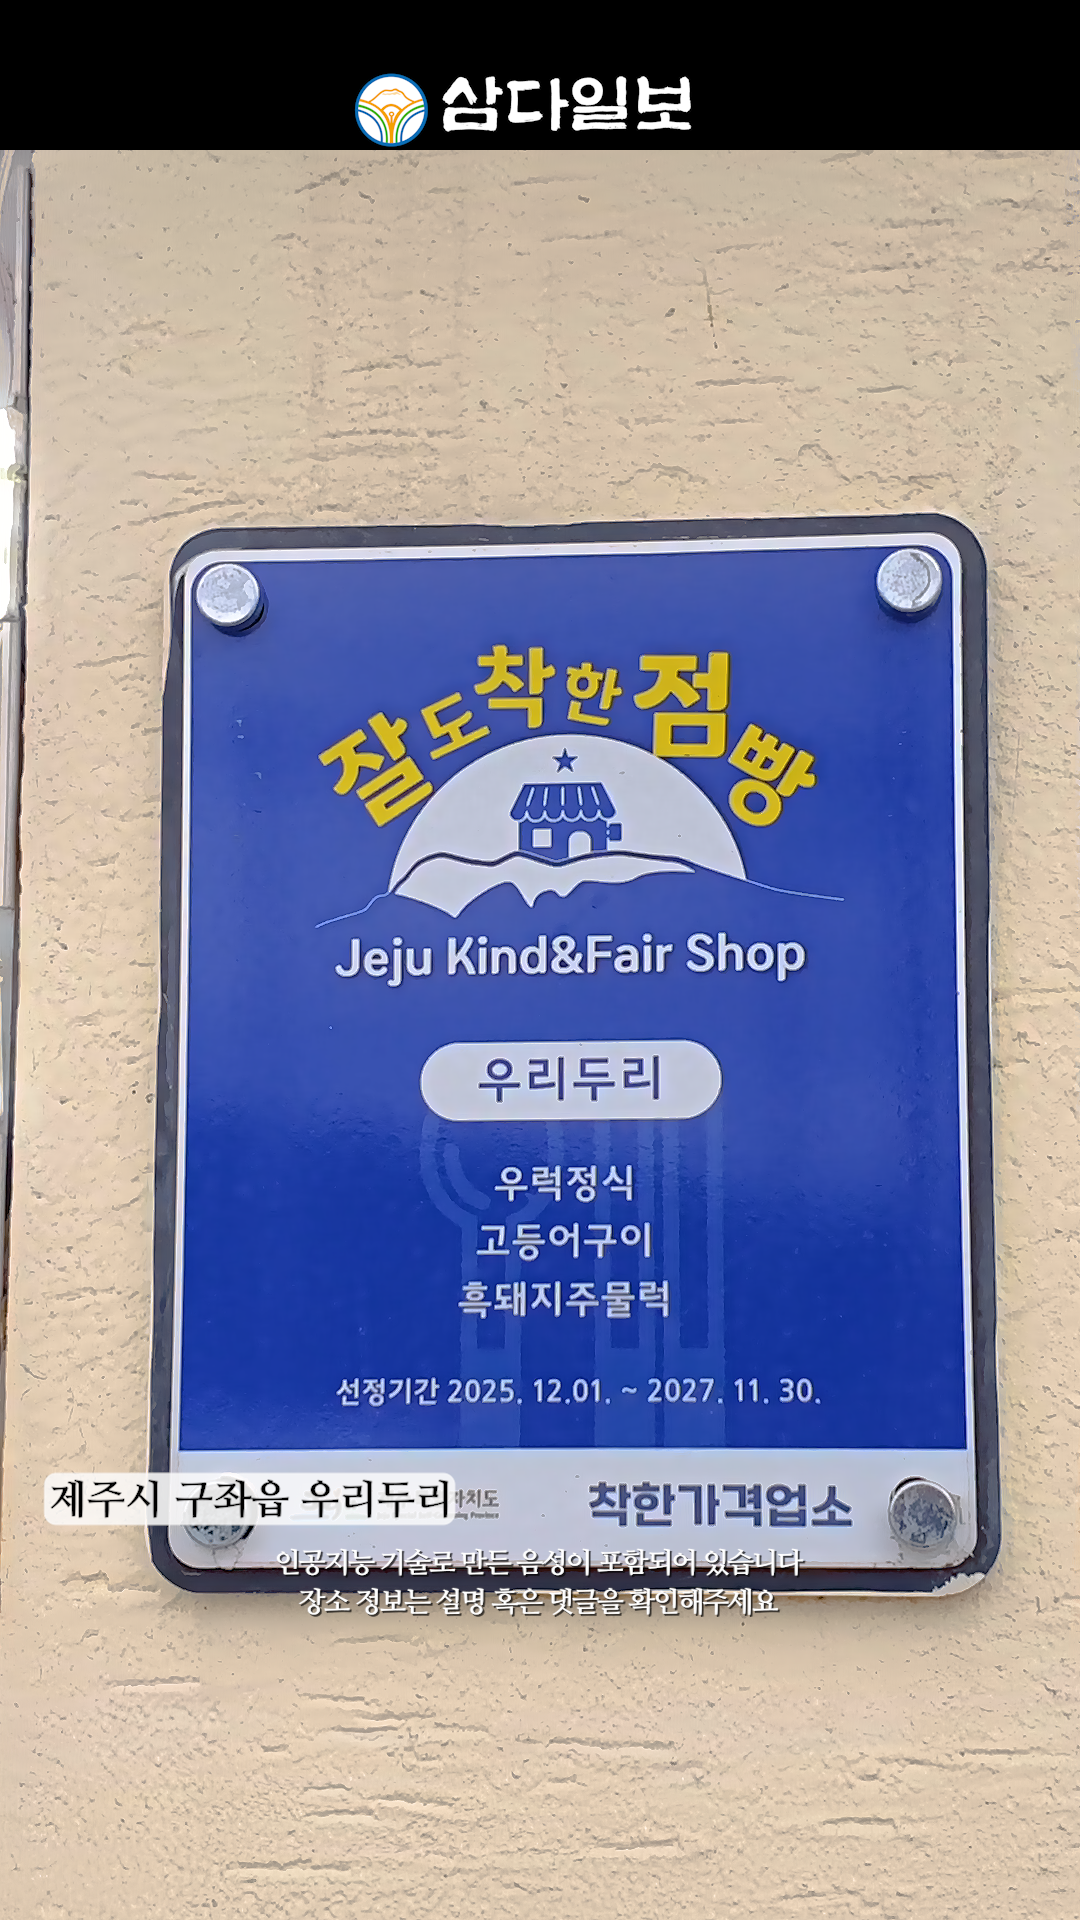 삼다일보
잘도착한점빵
Jeju Kind&Fair Shop
우리두리
우럭정식
고등어구이
흑돼지주물럭
선정기간 2025. 12.01. ~ 2027. 11. 30.
제주시 구좌읍 우리두리
착한가격업소
인공지능 기술로 만든 음성이 포함되어 있습니다
장소 정보는 설명 혹은 댓글을 확인해주세요